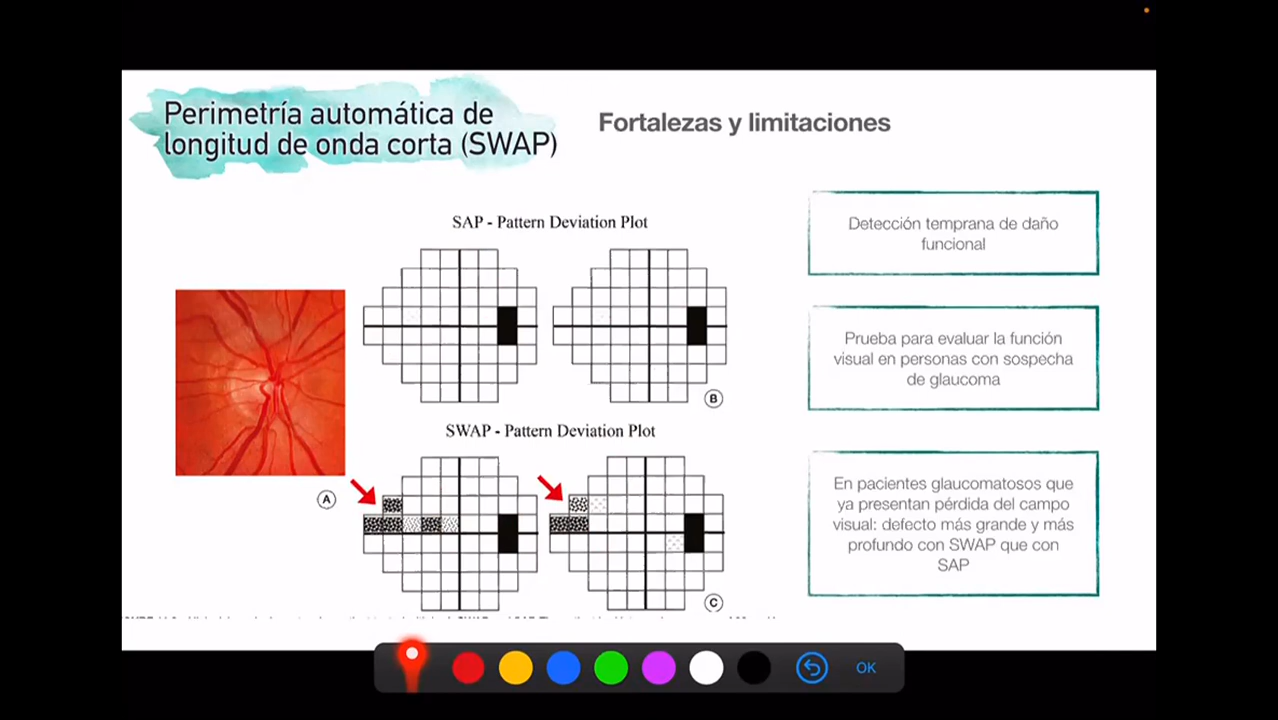 Perimetría automática de
longitud de onda corta (SWAP)
Fortalezas y limitaciones
SAP - Pattern Deviation Plot
B
SWAP - Pattern Deviation Plot
A
C
Detección temprana de daño
funcional
Prueba para evaluar la función
visual en personas con sospecha
de glaucoma
En pacientes glaucomatosos que
ya presentan pérdida del campo
visual: defecto más grande y más
profundo con SWAP que con
SAP
OK